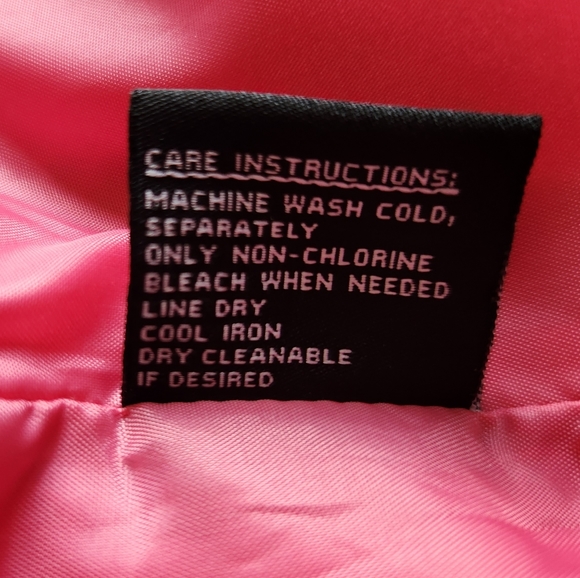 CARE INSTRUCTIONS:
MACHINE WASH COLD,
SEPARATELY
ONLY NON-CHLORINE
BLEACH WHEN NEEDED
LINE DRY
COOL IRON
DRY CLEANABLE
IF DESIRED